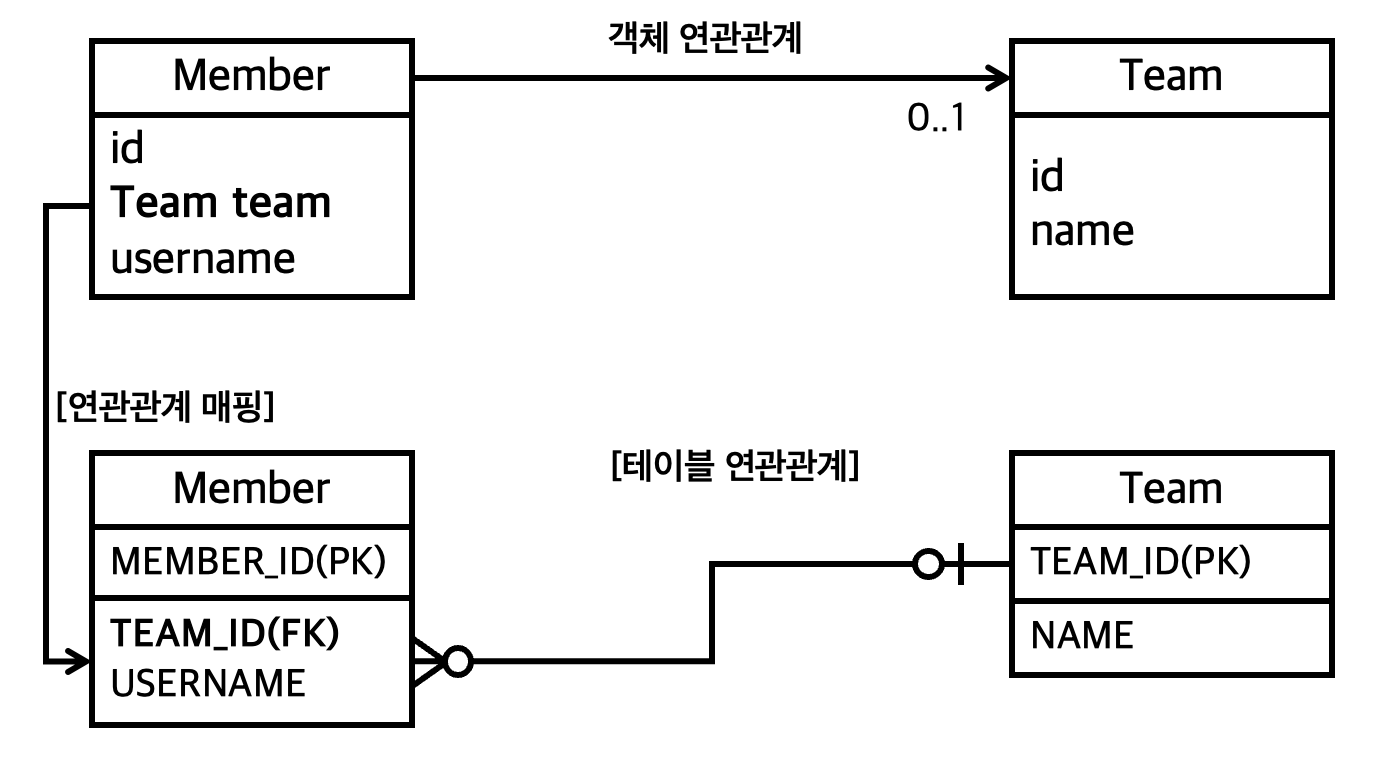 객체 연관관계
Member
Team
0..1
id
Team team
username
id
name
[연관관계 매핑]
[테이블 연관관계]
Member
MEMBER_ID(PK)
TEAM_ID(FK)
USERNAME
Team
TEAM_ID(PK)
NAME